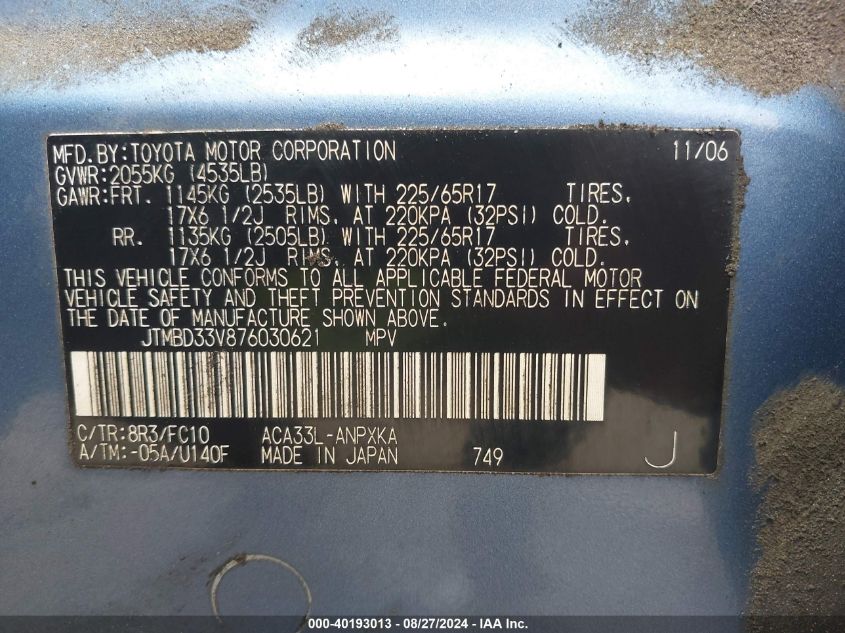 MFD.BY:TOYOTA MOTOR CORPORATION 11/06
GVWR:2055KG (4535LB)
GAWR:FRT. 1145KG (2535LB) WITH 225/65R17 TIRES,
17X6 1/2J RIMS, AT 220KPA (32PSI) COLD.
RR. 1135KG (2505LB) WITH 225/65R17 TIRES,
17X6 1/2J RIMS, AT 220KPA (32PSI) COLD.
THIS VEHICLE CONFORMS TO ALL APPLICABLE FEDERAL MOTOR
VEHICLE SAFETY AND THEFT PREVENTION STANDARDS IN EFFECT ON
THE DATE OF MANUFACTURE SHOWN ABOVE.
JTMBD33V876030621 MPV
C/TR:8R3/FC10 ACA33L-ANPXKA
A/TM:-05A/U140F MADE IN JAPAN 749 J
000-40193013 - 08/27/2024 - IAA Inc.